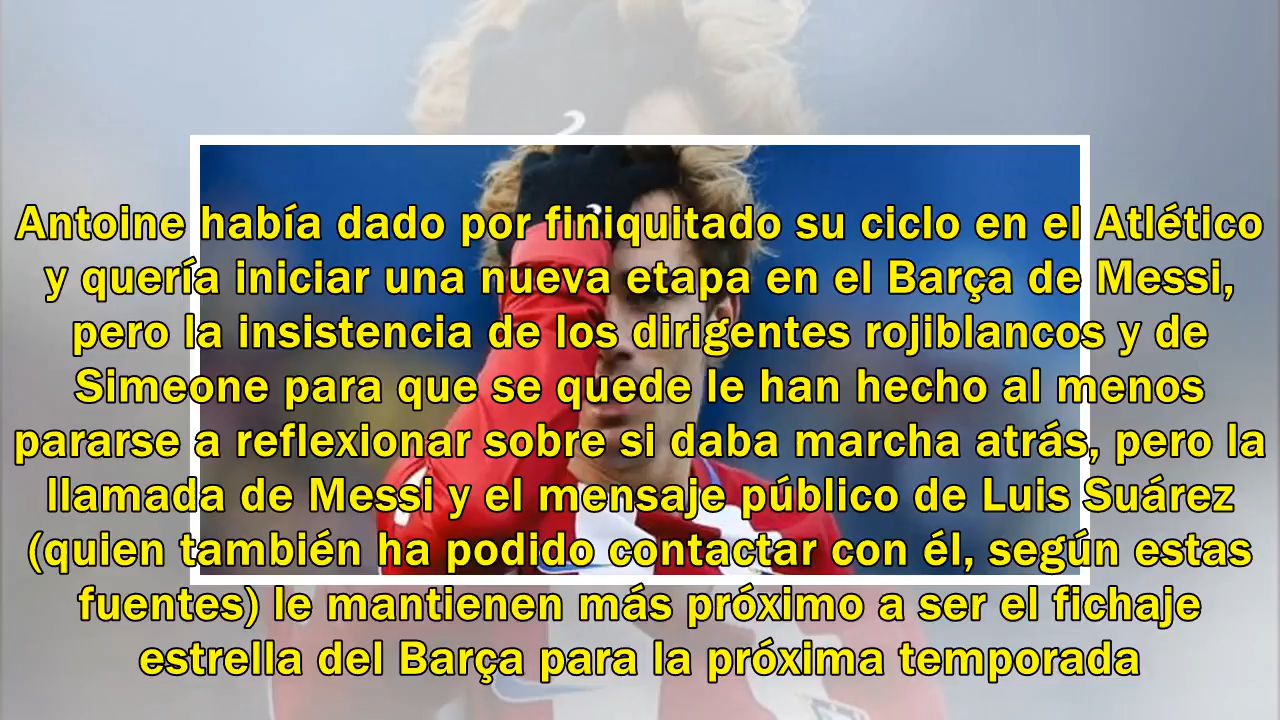 Antoine había dado por finiquitado su ciclo en el Atlético
y quería iniciar una nueva etapa en el Barça de Messi,
pero la insistencia de los dirigentes rojiblancos y de
Simeone para que se quede le han hecho al menos
pararse a reflexionar sobre si daba marcha atrás, pero la
llamada de Messi y el mensaje público de Luis Suárez
(quien también ha podido contactar con él, según estas
fuentes) le mantienen más próximo a ser el fichaje
estrella del Barça para la próxima temporada